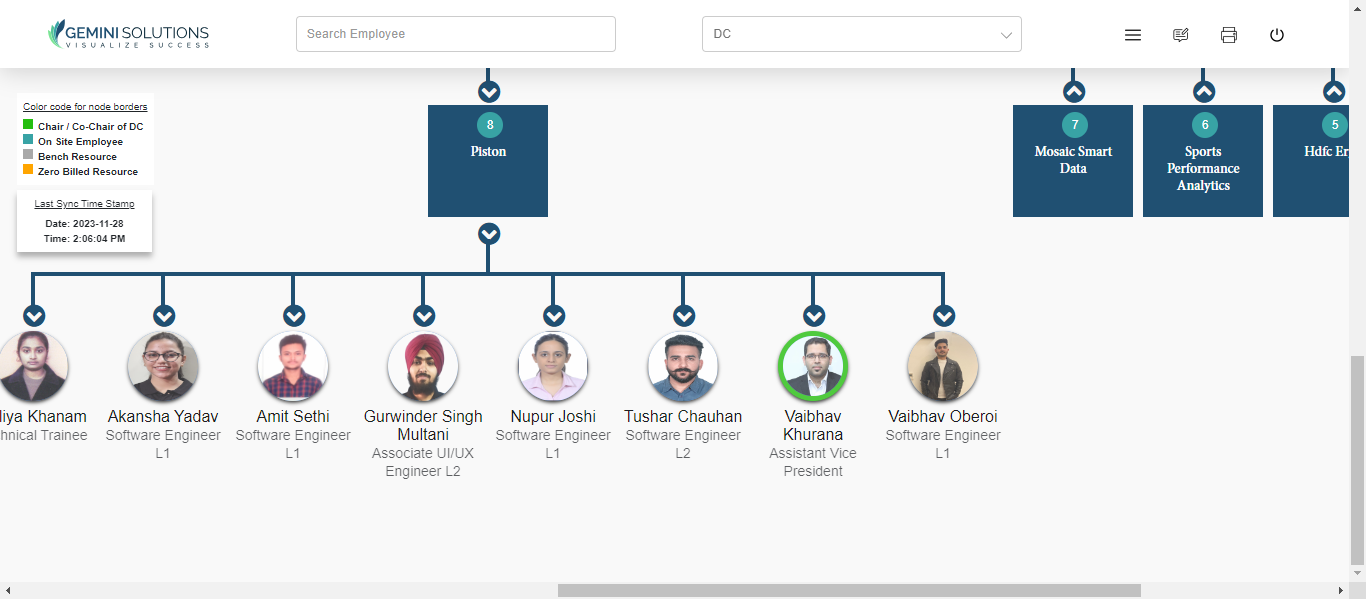 GEMINI SOLUTIONS
VISUALIZE SUCCESS
Search Employee
DC
Color code for node borders
Chair / Co-Chair of DC
On Site Employee
Bench Resource
Zero Billed Resource
Last Sync Time Stamp
Date: 2023-11-28
Time: 2:06:04 PM
8
Piston
7
Mosaic Smart
Data
6
Sports
Performance
Analytics
5
Hdfc
Khanam
Trainee
Akansha Yadav
Software Engineer
L1
Amit Sethi
Software Engineer
L1
Gurwinder Singh
Multani
Associate UI/UX
Engineer L2
Nupur Joshi
Software Engineer
L1
Tushar Chauhan
Software Engineer
L2
Vaibhav
Khurana
Assistant Vice
President
Vaibhav Oberoi
Software Engineer
L1